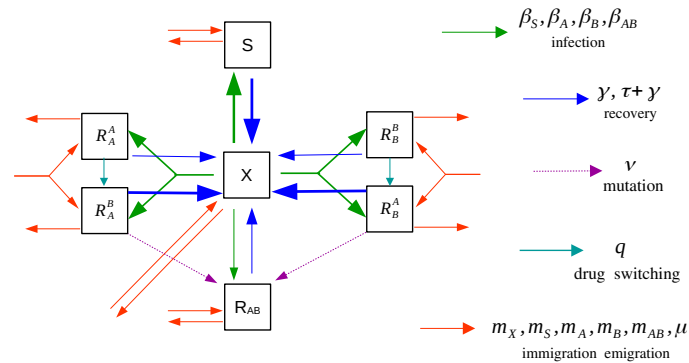 S
R_A^A
R_A^B
X
R_B^B
R_B^A
R_AB
β_S, β_A, β_B, β_AB
infection
γ, τ+ γ
recovery
ν
mutation
q
drug switching
m_X, m_S, m_A, m_B, m_AB, μ
immigration emigration